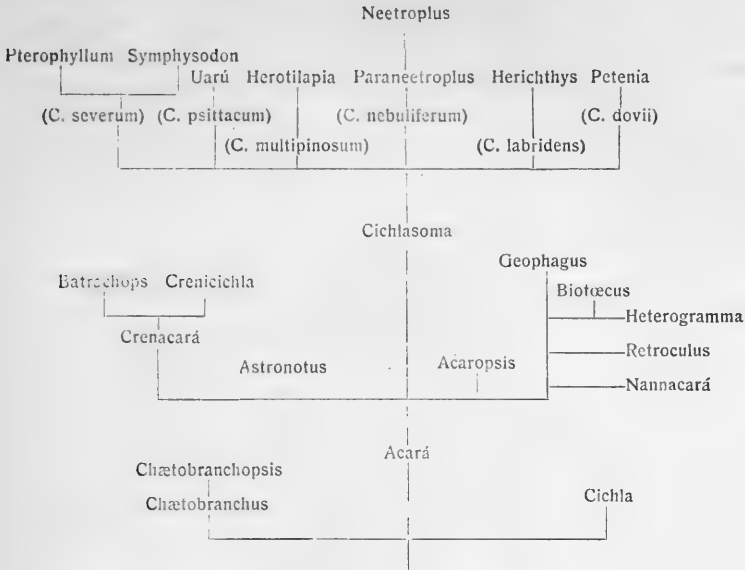 Neetroplus
Pterophyllum Symphysodon
Uarú Herotilapia Paraneetroplus Herichthys Petenia
(C. severum) (C. psittacum) (C. nebuliferum) (C. dovii)
(C. multipinosum) (C. labridens)
Cichlasoma
Geophagus
Batrachops Crenicichla
Biotœcus
Heterogramma
Crenacará
Retroculus
Astronotus Acaropsis
Nannacará
Acará
Chætobranchopsis
Cichla
Chætobranchus